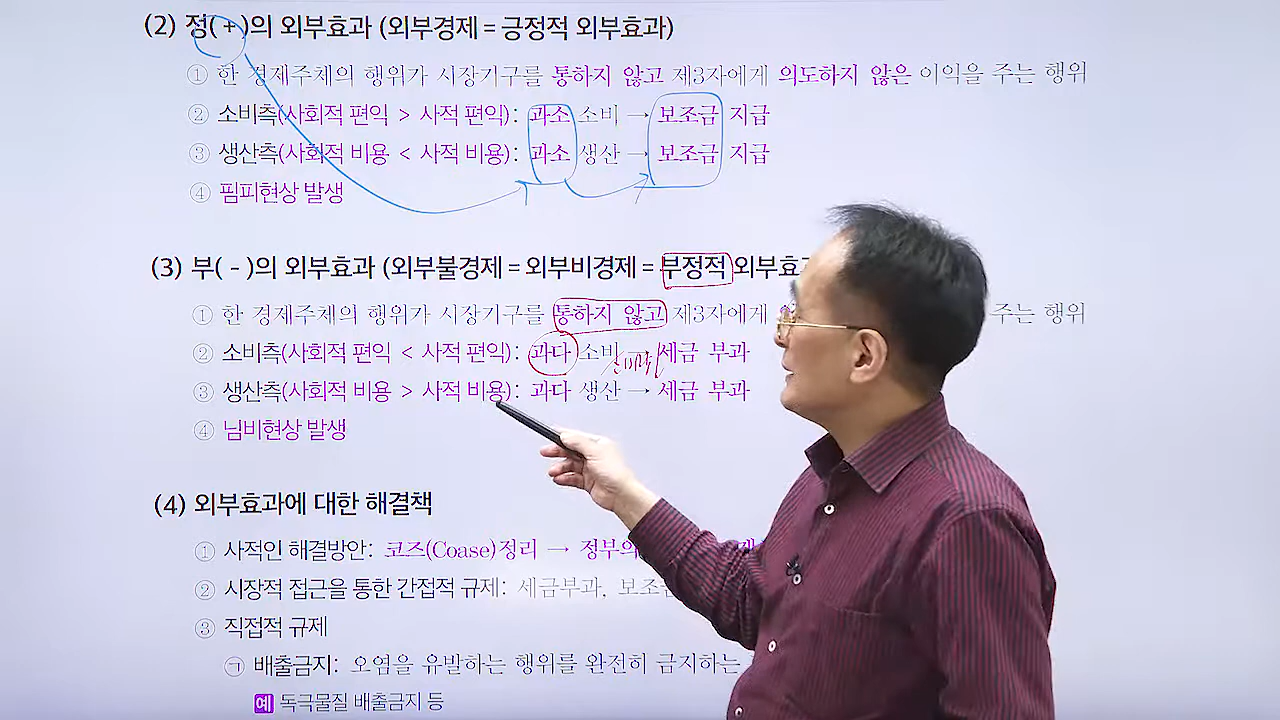 (2) 정( + )의 외부효과 (외부경제 = 긍정적 외부효과)
① 한 경제주체의 행위가 시장기구를 통하지 않고 제3자에게 의도하지 않은 이익을 주는 행위
② 소비측(사회적 편익 > 사적 편익): 과소 소비 → 보조금 지급
③ 생산측(사회적 비용 < 사적 비용): 과소 생산 → 보조금 지급
④ 핌피현상 발생
(3) 부( - )의 외부효과 (외부불경제 = 외부비경제 = 부정적 외부효과
① 한 경제주체의 행위가 시장기구를 통하지 않고 제3자에게 주는 행위
② 소비측(사회적 편익 < 사적 편익): 과다 소비 세금 부과
③ 생산측(사회적 비용 > 사적 비용): 과다 생산 → 세금 부과
④ 님비현상 발생
(4) 외부효과에 대한 해결책
① 사적인 해결방안: 코즈(Coase)정리 → 정부의
② 시장적 접근을 통한 간접적 규제: 세금부과, 보조금
③ 직접적 규제
㉠ 배출금지: 오염을 유발하는 행위를 완전히 금지하는
예 독극물질 배출금지 등